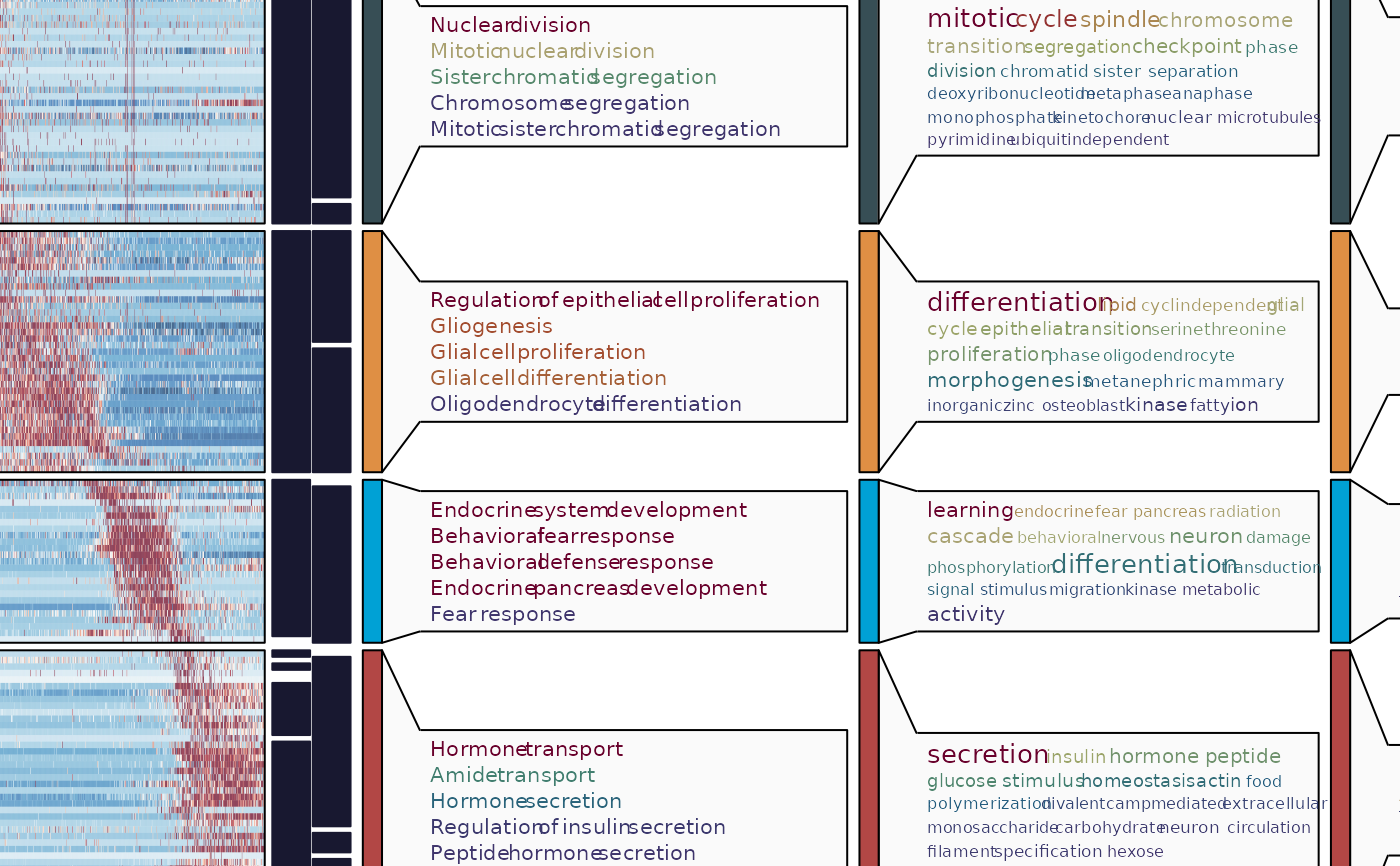 Nuclear division
Mitotic nuclear division
Sister chromatid segregation
Chromosome segregation
Mitotic sister chromatid segregation
mitotic cycle spindle chromosome
transition segregation checkpoint phase
division chromatid sister separation
deoxyribonucleotide metaphase anaphase
monophosphate kinetochore nuclear microtubules
pyrimidine ubiquitindependent
Regulation of epithelial cell proliferation
Gliogenesis
Glial cell proliferation
Glial cell differentiation
Oligodendrocyte differentiation
differentiation lipid cyclindependent glial
cycle epithelial transition serinethreonine
proliferation phase oligodendrocyte
morphogenesis metanephric mammary
inorganic zinc osteoblast kinase fatty ion
Endocrine system development
Behavioral fear response
Behavioral defense response
Endocrine pancreas development
Fear response
learning endocrine fear pancreas radiation
cascade behavioral nervous neuron damage
phosphorylation differentiation transduction
signal stimulus migration kinase metabolic
activity
Hormone transport
Amide transport
Hormone secretion
Regulation of insulin secretion
Peptide hormone secretion
secretion insulin hormone peptide
glucose stimulus homeostasis actin food
polymerization divalent campmediated extracellular
monosaccharide carbohydrate neuron circulation
filament specification hexose